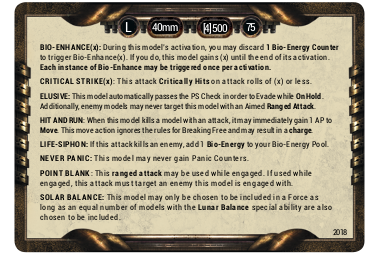 L 40mm [4]500 75
BIO-ENHANCE(x): During this model's activation, you may discard 1 Bio-Energy Counter
to trigger Bio-Enhance(x). If you do, this model gains (x) until the end of its activation.
Each instance of Bio-Enhance may be triggered once per activation.
CRITICAL STRIKE(x): This attack Critically Hits on attack rolls of (x) or less.
ELUSIVE: This model automatically passes the PS Check in order to Evade while On Hold.
Additionally, enemy models may never target this model with an Aimed Ranged Attack.
HIT AND RUN: When this model kills a model with an attack, it may immediately gain 1 AP to
Move. This move action ignores the rules for Breaking Free and may result in a charge.
LIFE-SIPHON: If this attack kills an enemy, add 1 Bio-Energy to your Bio-Energy Pool.
NEVER PANIC: This model may never gain Panic Counters.
POINT BLANK: This ranged attack may be used while engaged. If used while
engaged, this attack must target an enemy this model is engaged with.
SOLAR BALANCE: This model may only be chosen to be included in a Force as
long as an equal number of models with the Lunar Balance special ability are also
chosen to be included.
2018